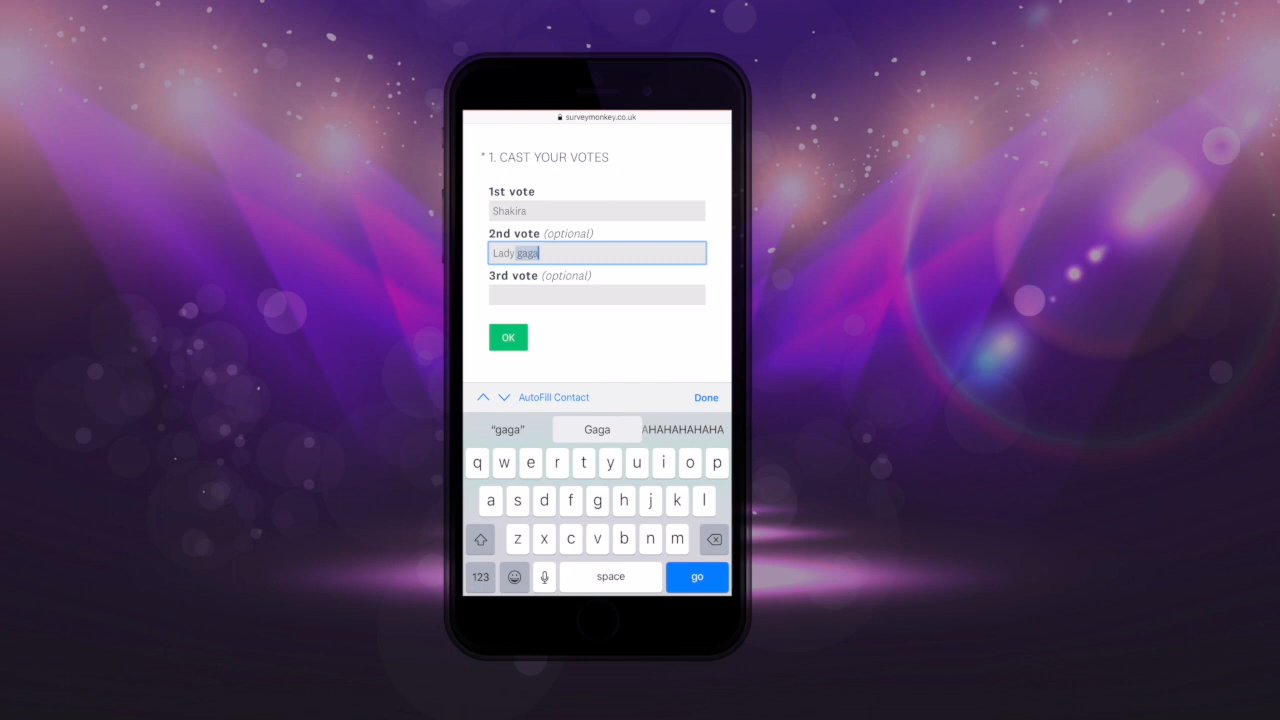 surveymonkey.co.uk
* 1. CAST YOUR VOTES
1st vote
Shakira
2nd vote (optional)
Lady gaga
3rd vote (optional)
OK
AutoFill Contact Done
“gaga” Gaga AHAHAHAHAHA
q w e r t y u i o p
a s d f g h j k l
z x c v b n m
123 space go